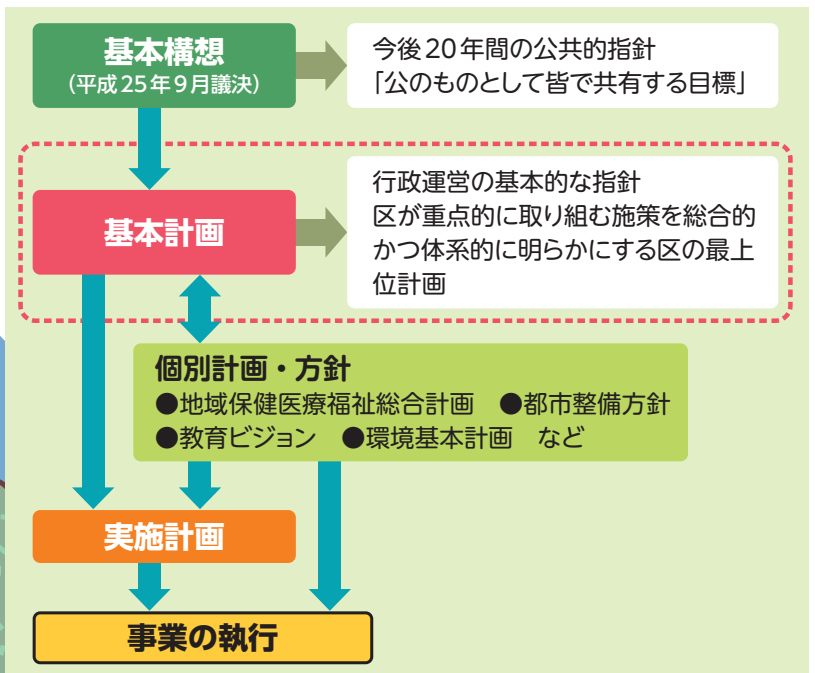 基本構想
(平成25年9月議決)
今後20年間の公共的指針
「公のものとして皆で共有する目標」
基本計画
行政運営の基本的な指針
区が重点的に取り組む施策を総合的
かつ体系的に明らかにする区の最上
位計画
個別計画・方針
●地域保健医療福祉総合計画　●都市整備方針
●教育ビジョン　●環境基本計画　など
実施計画
事業の執行